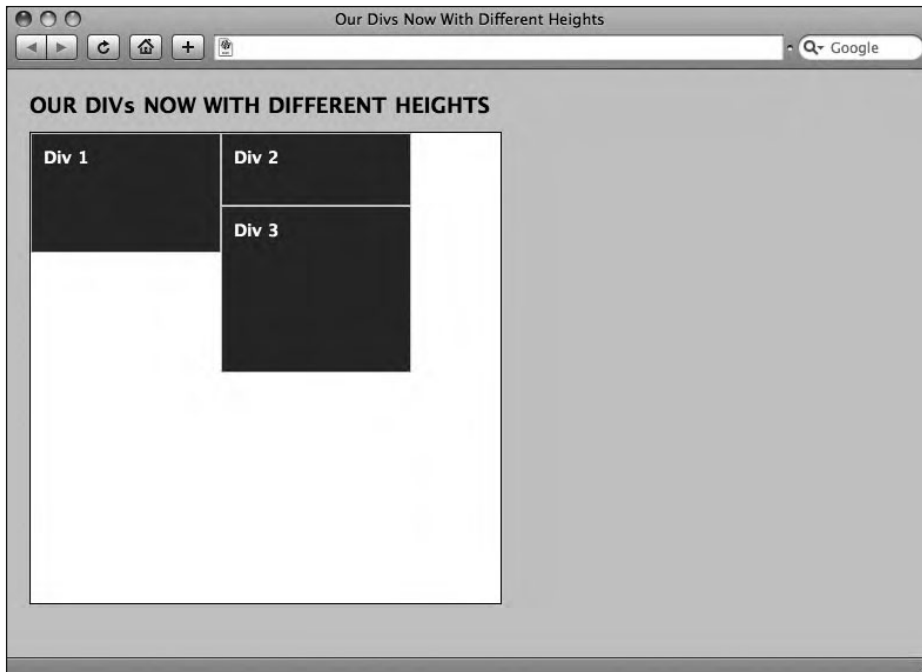 Our Divs Now With Different Heights
Google
OUR DIVs NOW WITH DIFFERENT HEIGHTS
Div 1
Div 2
Div 3